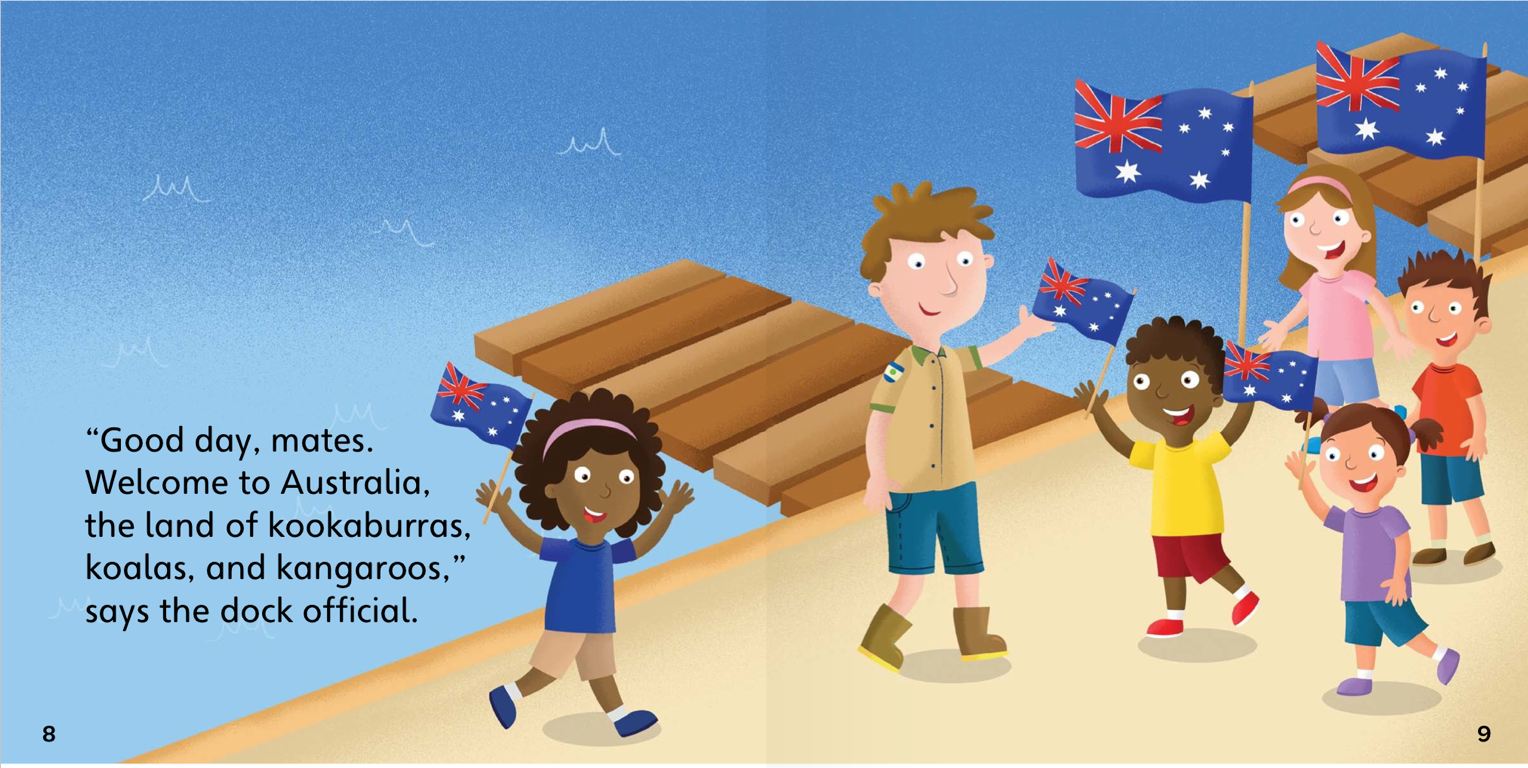 “Good day, mates.
Welcome to Australia,
the land of kookaburras,
koalas, and kangaroos,”
says the dock official.
8
9